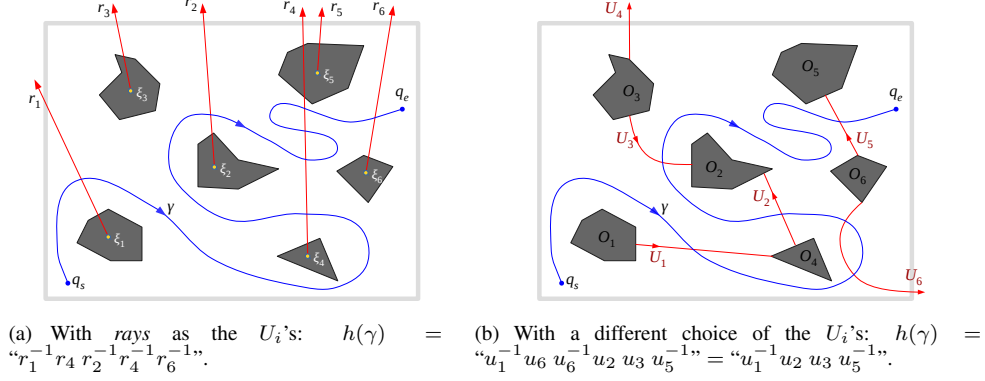 r₃ r₂ r₄ r₅ r₆
r₁ ξ₃ ξ₅ qₑ
ξ₂ ξ₆
γ
ξ₁ ξ₄
qₛ
(a) With rays as the Uᵢ's: h(γ) =
“r₁⁻¹r₄ r₂⁻¹r₄⁻¹r₆⁻¹”.
U₄
O₃ O₅ qₑ
U₃ U₅
O₂ O₆
U₂
γ
O₁ U₁ O₄
qₛ U₆
(b) With a different choice of the Uᵢ's: h(γ) =
“u₁⁻¹u₆ u₆⁻¹u₂ u₃ u₅⁻¹” = “u₁⁻¹u₂ u₃ u₅⁻¹”.